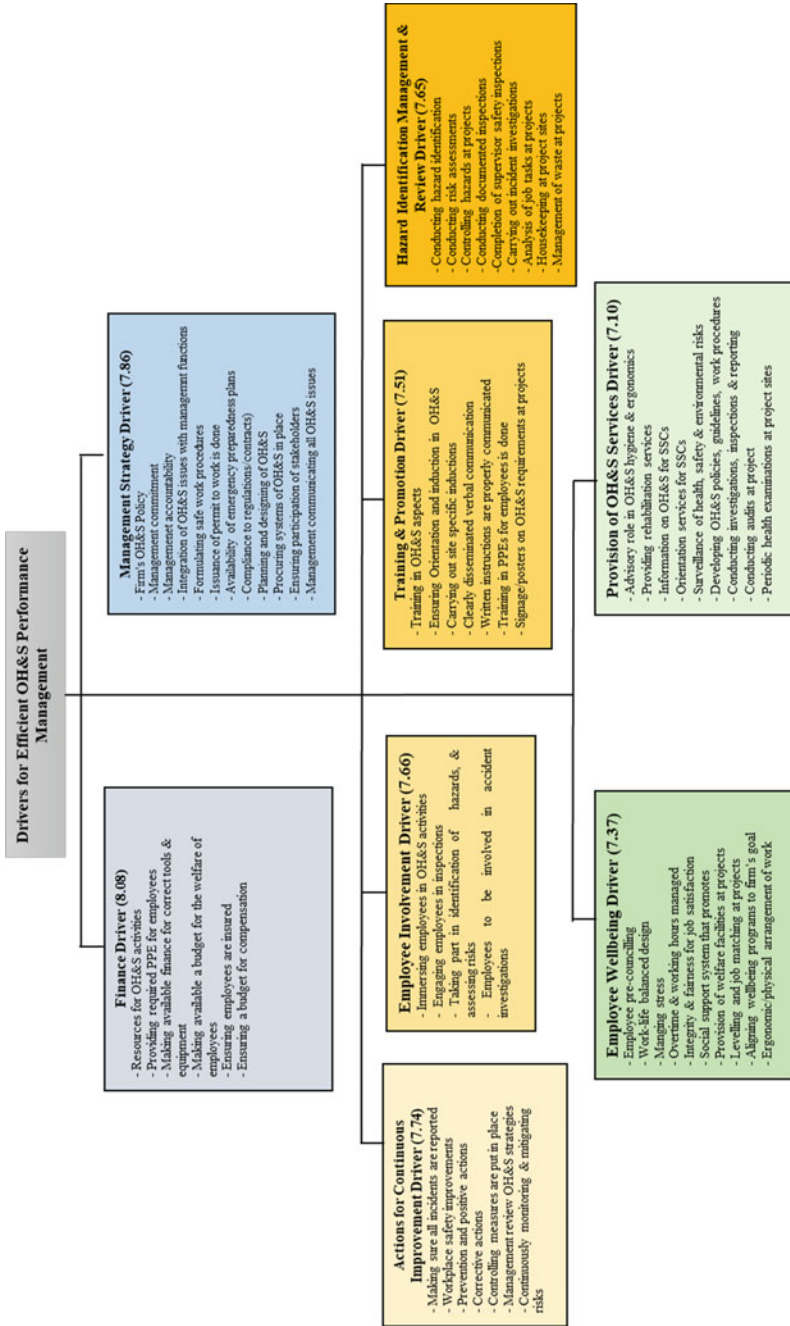 Drivers for Efficient OH&S Performance
Management
Finance Driver (8.08)
- Resources for OH&S activities
- Providing required PPE for employees
- Making available finance for correct tools &
equipment
- Making available a budget for the welfare of
employees
- Ensuring employees are insured
- Ensuring a budget for compensation
Management Strategy Driver (7.86)
- Firm's OH&S Policy
- Management commitment
- Managemenet accountability
- Integration of OH&S issues with managemnt functions
- Formulating safe work procedures
- Issuance of permit to work is done
- Availability of emergency preparedness plans
- Compliance to regulations/contracts)
- Planning and designing of OH&S
- Procuring systems of OH&S in place
- Ensuring participation of stakeholders
- Management communicating all OH&S issues
Actions for Continuous
Improvement Driver (7.74)
- Making sure all incidents are reported
- Workplace safety improvements
- Prevention and positive actions
- Corrective actions
- Controlling measures are put in place
- Management review OH&S strategies
- Continuously monitoring & mitigating
risks
Employee Involvement Driver (7.66)
- Immersing employees in OH&S activities
- Engaging employees in inspections
- Taking part in identification of hazards, &
assessing risks
- Employees to be involved in accident
investigations
Training & Promotion Driver (7.51)
- Training in OH&S aspects
- Ensuring Orientation and induction in OH&S
- Carrying out site specific inductions
- Clearly disseminated verbal communication
- Written instructions are properly communicated
- Training in PPEs for employees is done
- Signage/posters on OH&S requirements at projects
Hazard Identification Management &
Review Driver (7.65)
- Conducting hazard identification
- Conducting risk assessments
- Controlling hazards at projects
- Conducting documented inspections
-Completion of supervisor safety inspections
- Carrying out incident investigations
- Analysis of job tasks at projects
- Housekeeping at project sites
- Management of waste at projects
Employee Wellbeing Driver (7.37)
- Employee pre-councilling
- Work-life balanced design
- Manging stress
- Overtime & working hours managed
- Integrity & fairness for job satisfaction
- Social support system that promotes
- Provision of welfare facilities at projects
- Levelling and job matching at projects
- Aligning wellbeing programs to firm`s goal
- Ergonomic/physical arrangement of work
Provision of OH&S Services Driver (7.10)
- Advisory role in OH&S hygiene & ergonomics
- Providing rehabilitation services
- Information on OH&S for SSCs
- Orientation services for SSCs
- Surveillance of health, safety & environmental risks
- Developing OH&S policies, guidelines, work procedures
- Conducting investigations, inspections & reporting
- Conducting audits at project
- Periodic health examinations at project sites